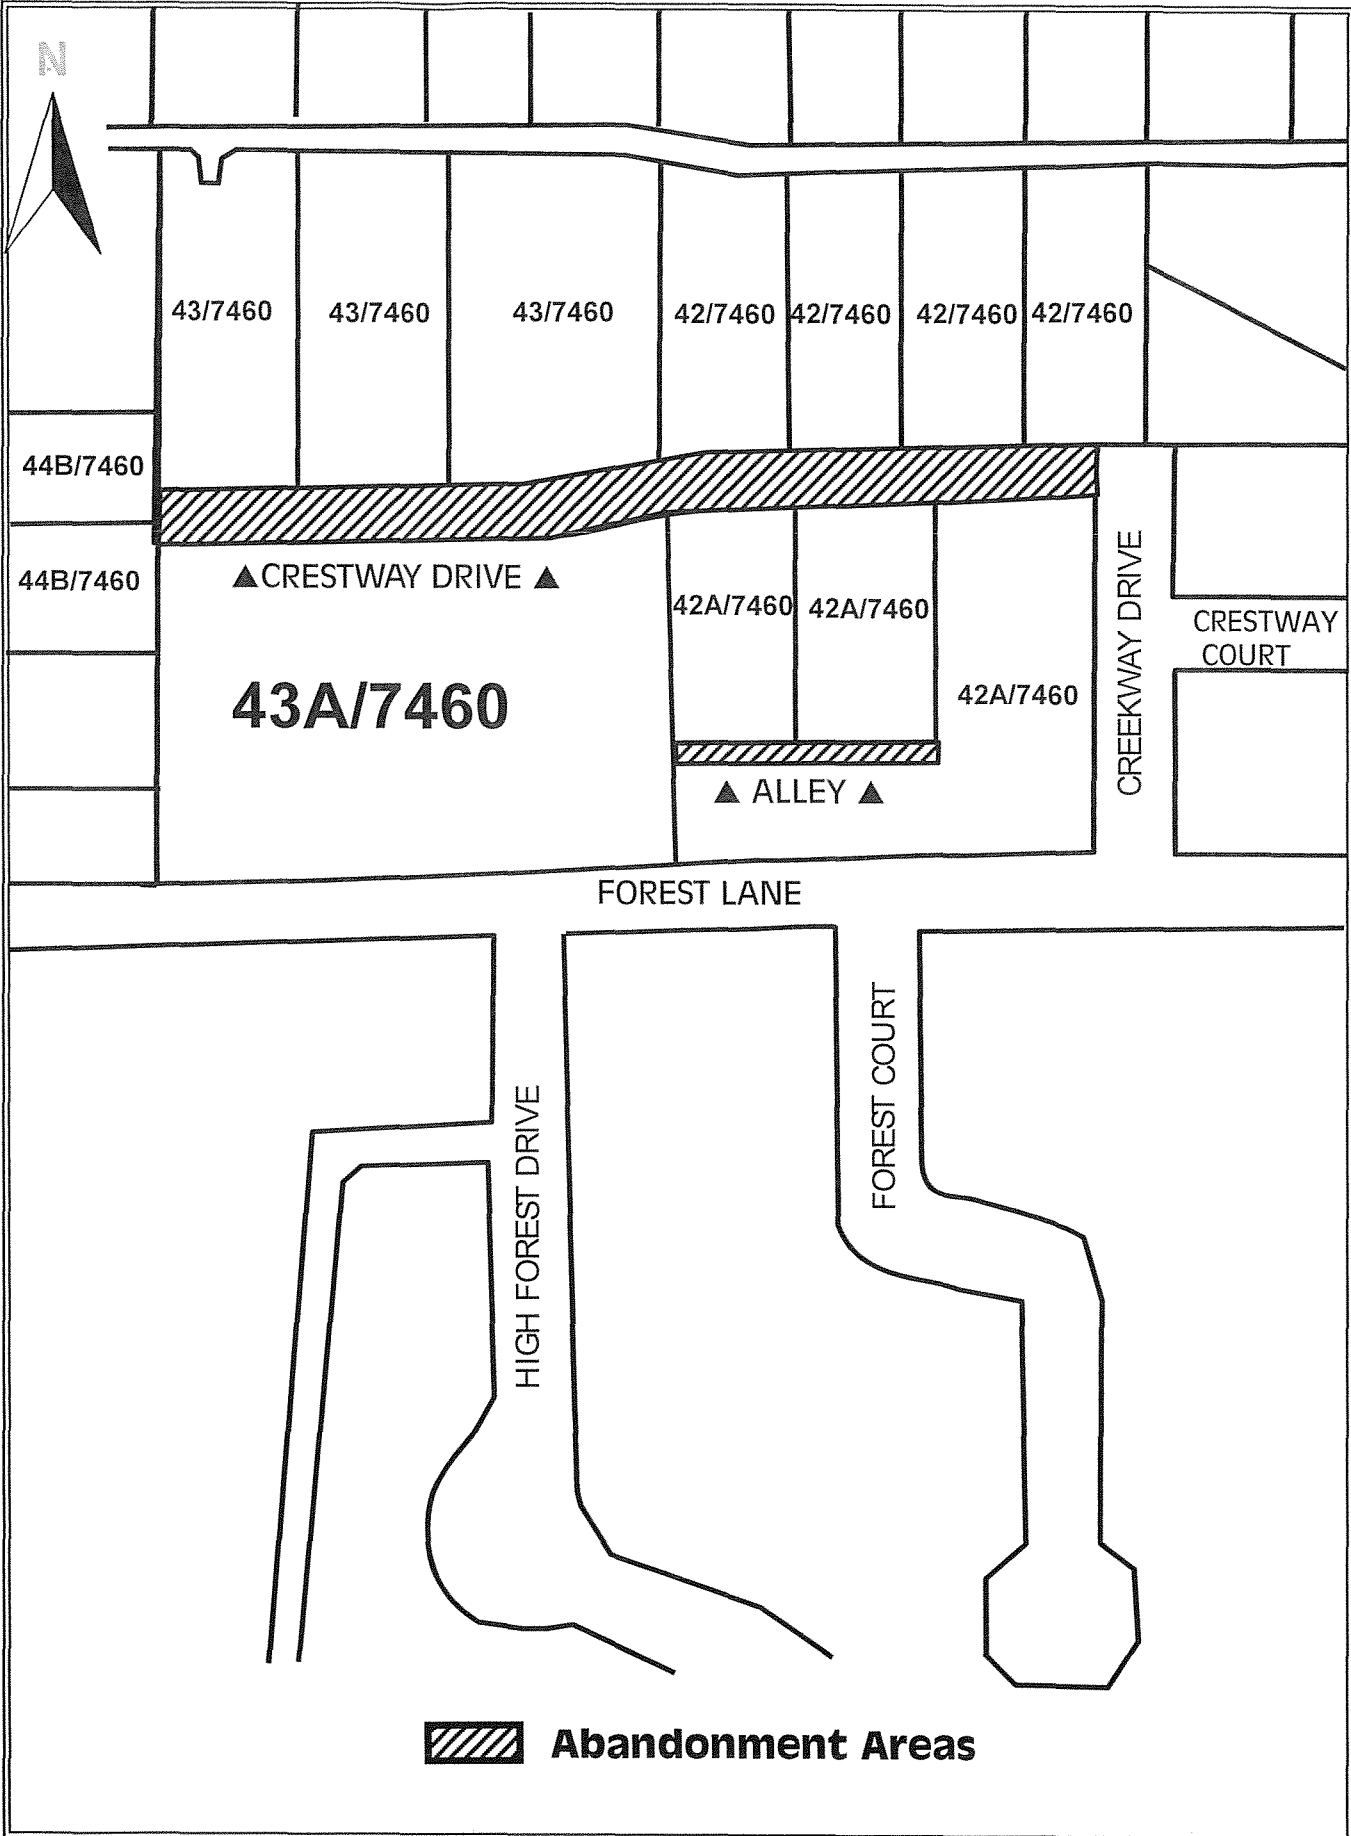 N
43/7460
43/7460
43/7460
42/7460
42/7460
42/7460
42/7460
44B/7460
44B/7460
▲CRESTWAY DRIVE ▲
42A/7460
42A/7460
42A/7460
43A/7460
CREEKWAY DRIVE
CRESTWAY
COURT
▲ ALLEY ▲
FOREST LANE
HIGH FOREST DRIVE
FOREST COURT
Abandonment Areas